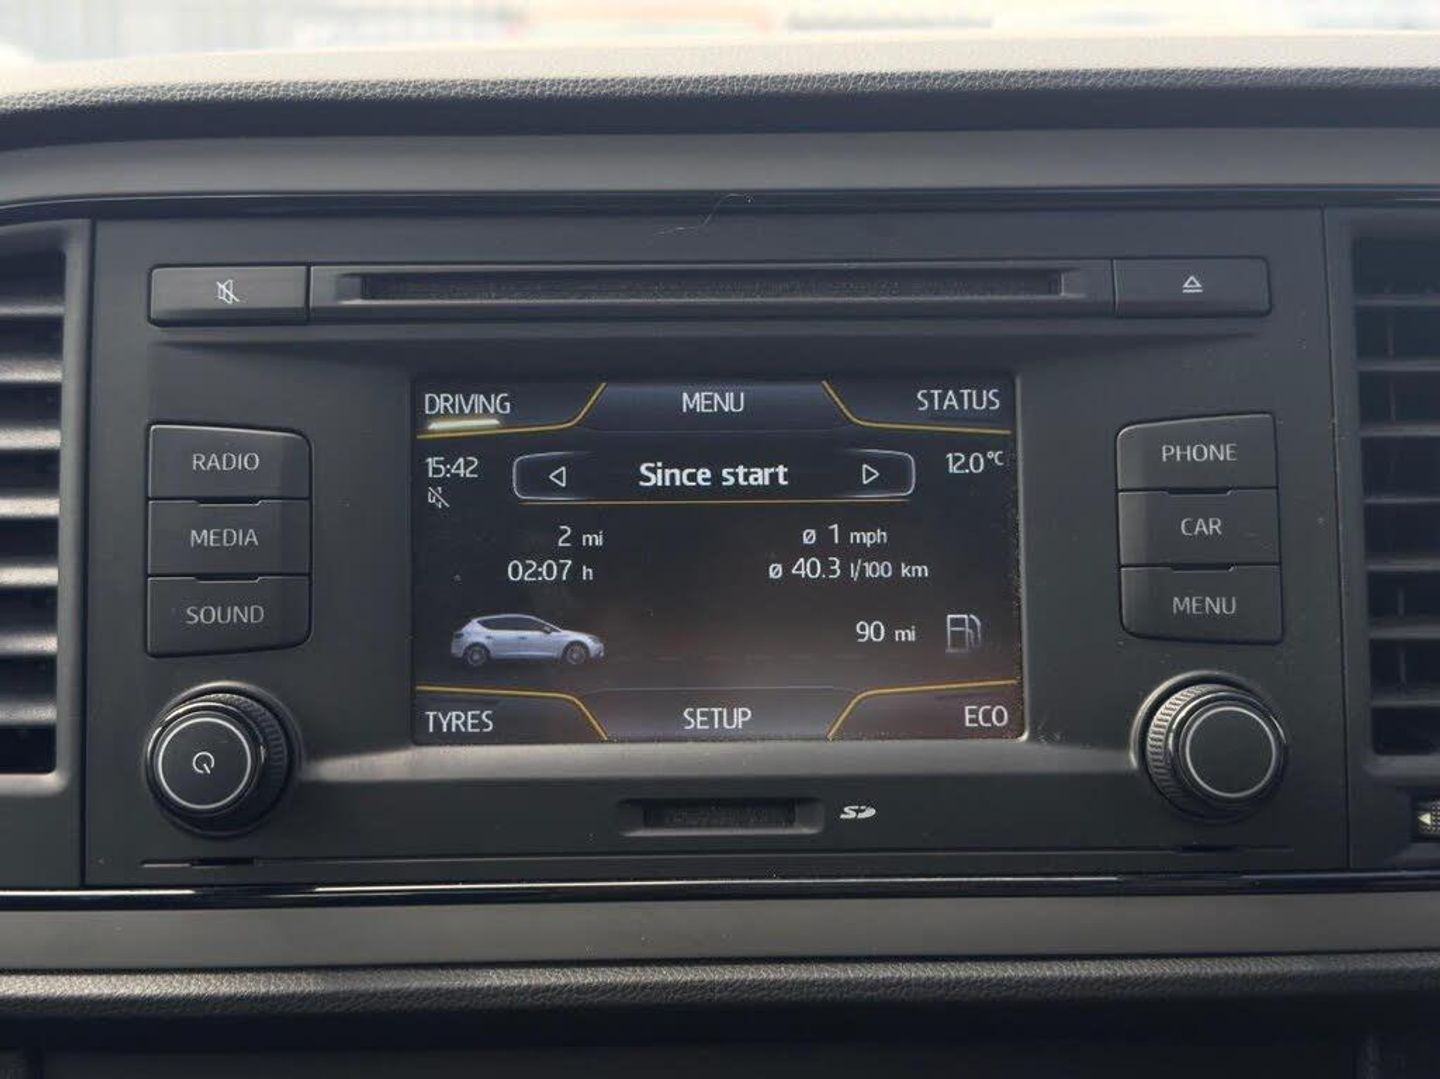 DRIVING MENU STATUS
15:42 Since start 12.0°C
2 mi ø 1 mph
02:07 h ø 40.3 l/100 km
90 mi
TYRES SETUP ECO
RADIO
MEDIA
SOUND
PHONE
CAR
MENU
SD